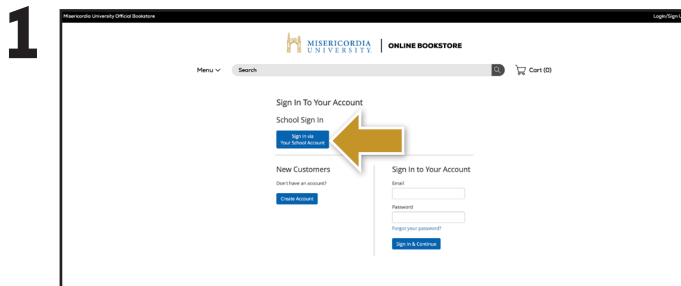 1
Misericordia University Official Bookstore
Login/Sign U
MISERICORDIA
UNIVERSITY
ONLINE BOOKSTORE
Menu
Search
Cart (0)
Sign In To Your Account
School Sign In
Sign in via
Your School Account
New Customers
Don't have an account?
Create Account
Sign In to Your Account
Email
Password
Forgot your password?
Sign In & Continue